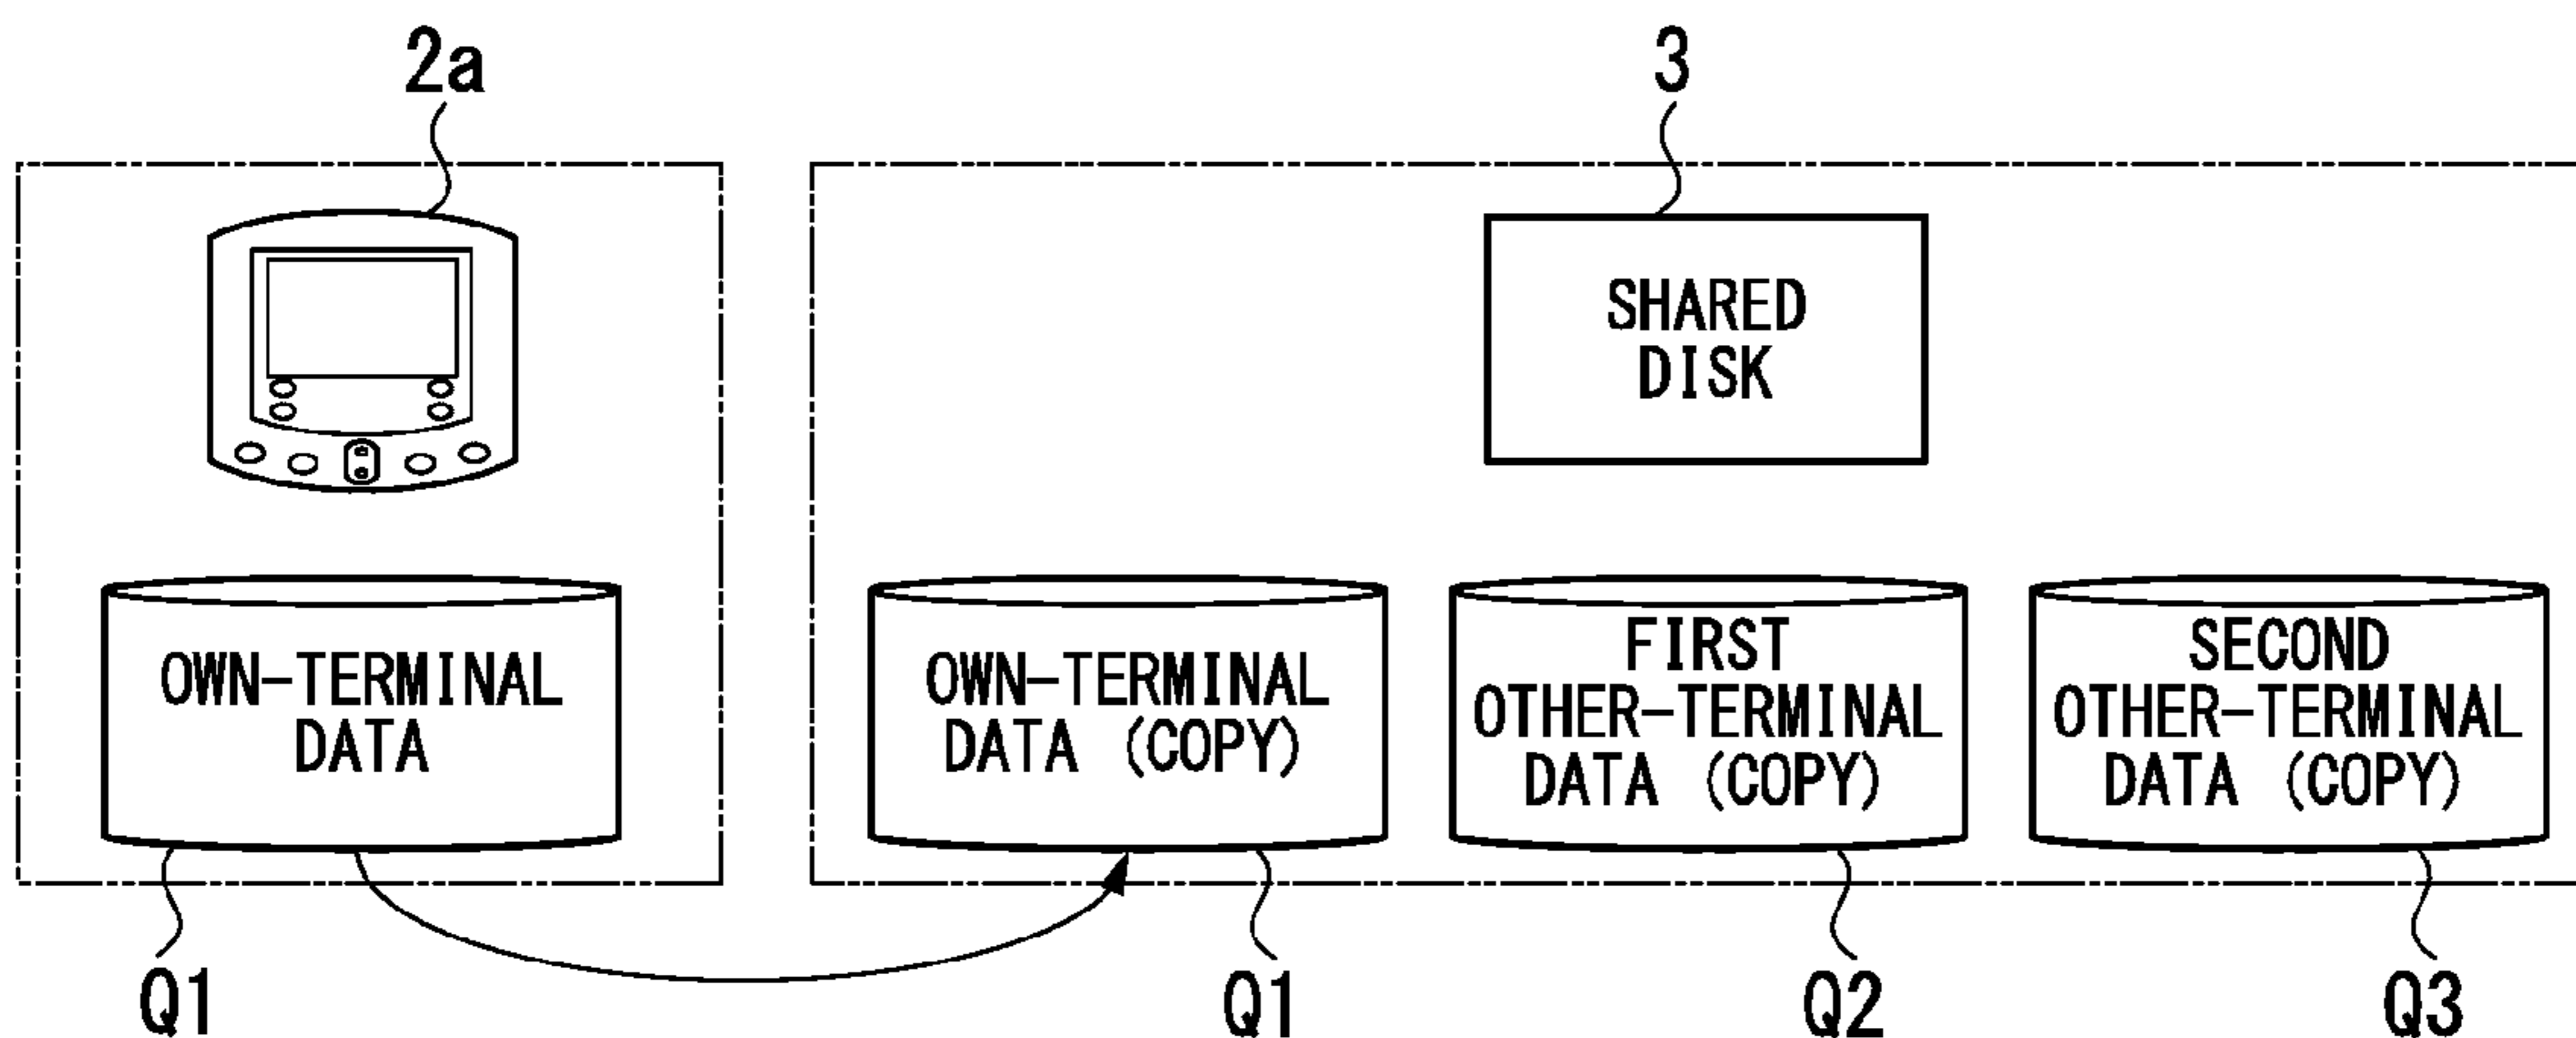 2a
3
SHARED
DISK
OWN-TERMINAL
DATA
OWN-TERMINAL
DATA (COPY)
FIRST
OTHER-TERMINAL
DATA (COPY)
SECOND
OTHER-TERMINAL
DATA (COPY)
Q1
Q1
Q2
Q3